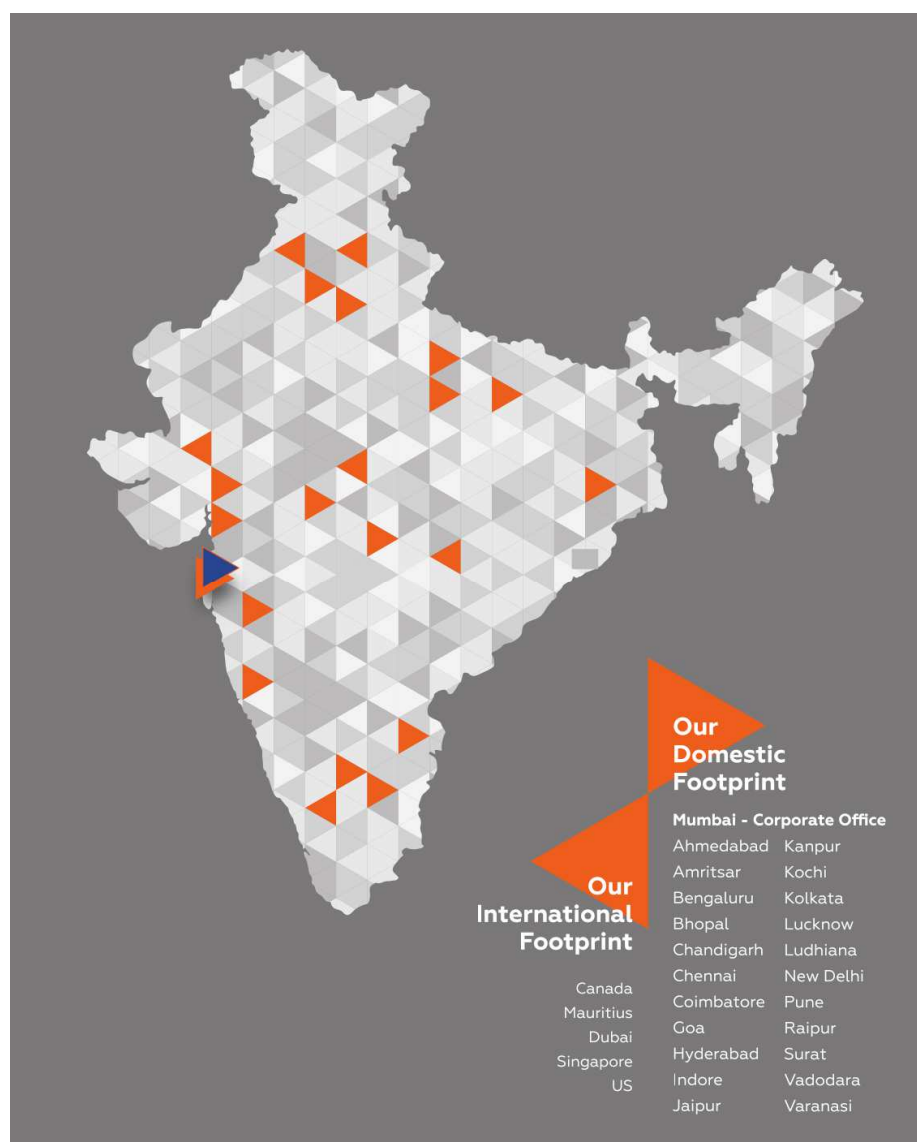 Our
Domestic
Footprint
Mumbai - Corporate Office
Ahmedabad Kanpur
Amritsar Kochi
Bengaluru Kolkata
Bhopal Lucknow
Chandigarh Ludhiana
Chennai New Delhi
Coimbatore Pune
Goa Raipur
Hyderabad Surat
Indore Vadodara
Jaipur Varanasi
Our
International
Footprint
Canada
Mauritius
Dubai
Singapore
US